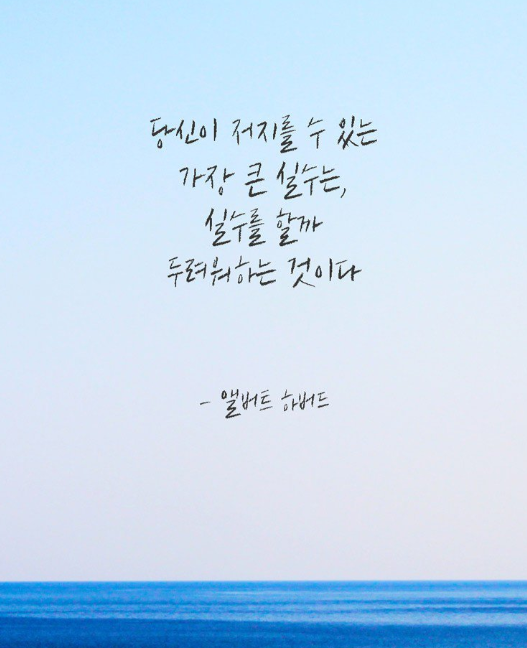 당신이 저지를 수 있는
가장 큰 실수는,
실수를 할까
두려워하는 것이다
- 앨버트 하버드